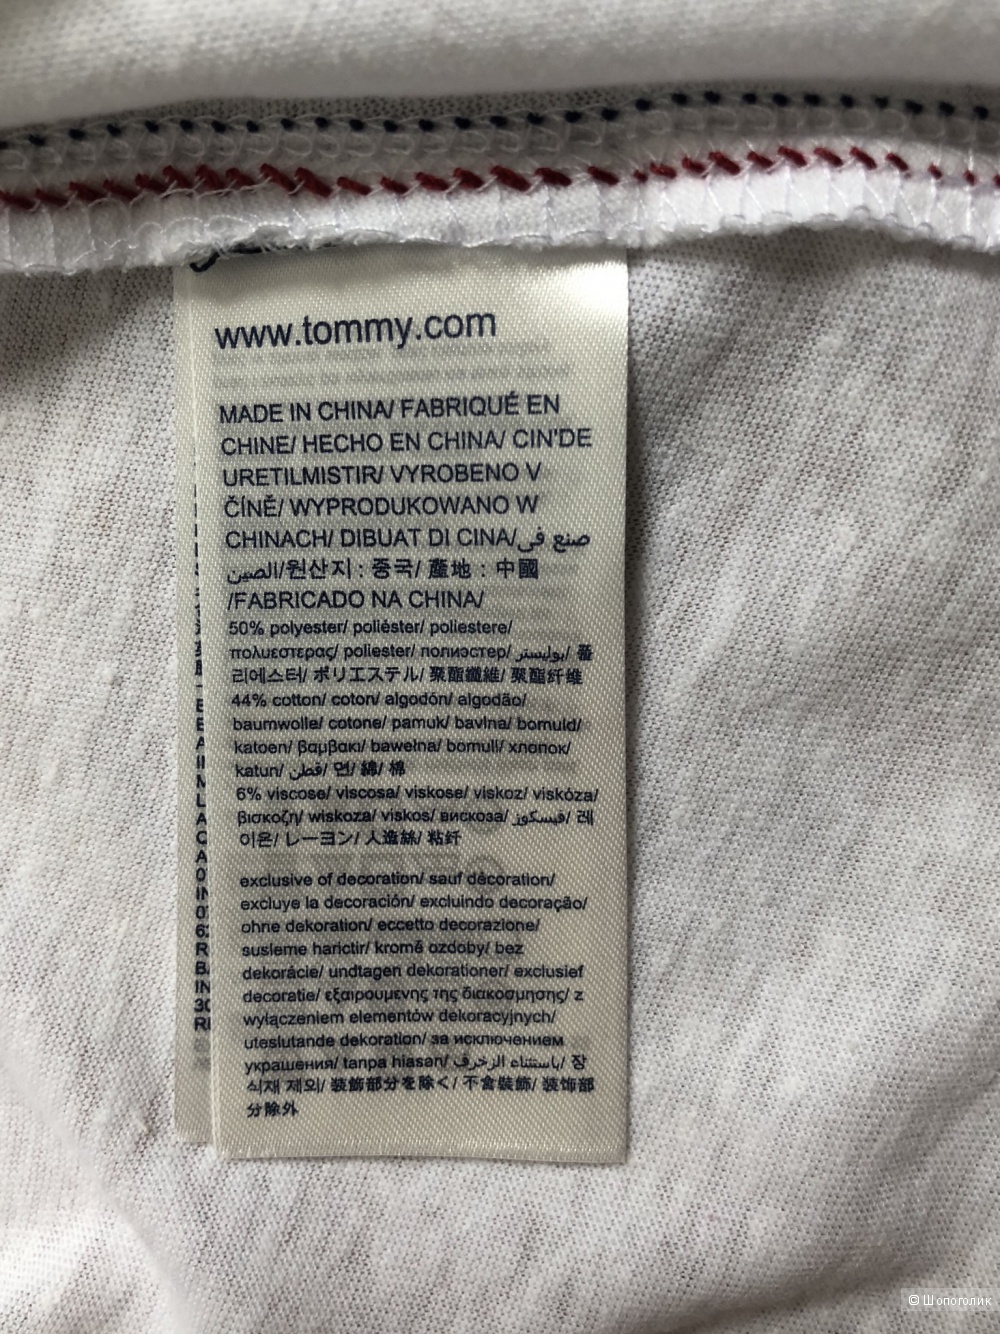 www.tommy.com
MADE IN CHINA/ FABRIQUÉ EN
CHINE/ HECHO EN CHINA/ CIN'DE
URETILMISTIR/ VYROBENO V
ČÍNĚ/ WYPRODUKOWANO W
CHINACH/ DIBUAT DI CINA/صنع في
الصين/원산지 : 중국/ 產地 : 中國
/FABRICADO NA CHINA/
50% polyester/ poliéster/ poliestere/
πολυεστερας/ poliester/ полиэстер/ بوليستر/ 폴
리에스터/ ポリエステル/ 聚酯纖維/ 聚酯纤维
44% cotton/ coton/ algodón/ algodão/
baumwolle/ cotone/ pamuk/ bavlna/ bomuld/
katoen/ βαμβακι/ bawełna/ bomull/ хлопок/
katun/ قطن/ 면/ 綿/ 棉
6% viscose/ viscosa/ viskose/ viskoz/ viskóza/
βισκοζη/ wiskoza/ viskos/ вискоза/ فيسكوز/ 레
이온/ レーヨン/ 人造絲/ 粘纤
exclusive of decoration/ sauf décoration/
excluye la decoración/ excluindo decoração/
ohne dekoration/ eccetto decorazione/
susleme harictir/ kromě ozdoby/ bez
dekorácie/ undtagen dekorationer/ exclusief
decoratie/ εξαιρουμενης της διακοσμησης/ z
wyłączeniem elementów dekoracyjnych/
uteslutande dekoration/ за исключением
украшения/ tanpa hiasan/ باستثناء الزخرف/ 장
식재 제외/ 装飾部分を除く/ 不含裝飾/ 装饰部
分除外
© Шопоголик